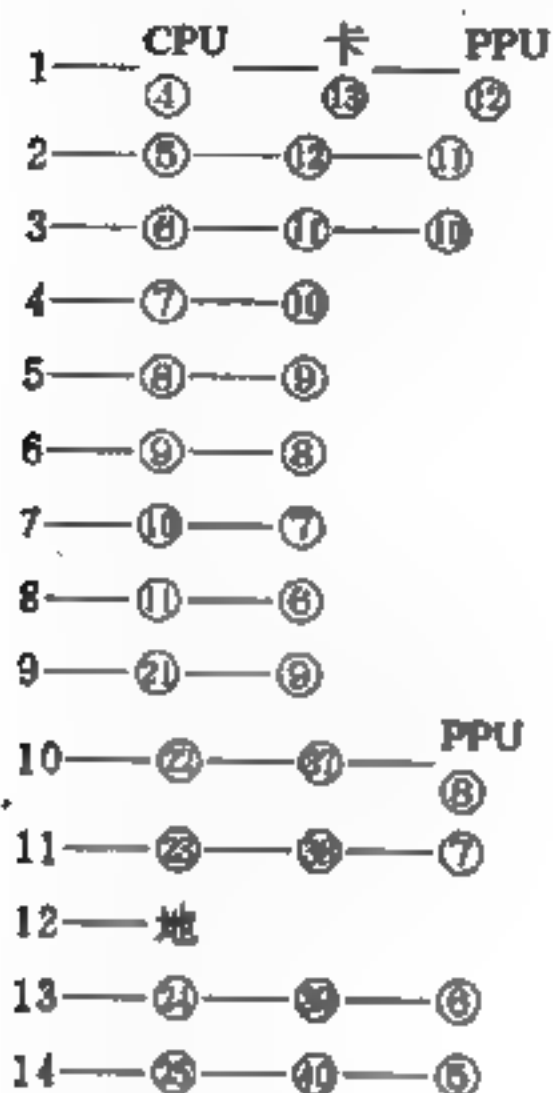 CPU 卡 PPU
1 ④ ⑬ ⑫
2 ⑤ ⑫ ⑪
3 ⑥ ⑪ ⑩
4 ⑦ ⑩
5 ⑧ ⑨
6 ⑨ ⑧
7 ⑩ ⑦
8 ⑪ ⑥
9 ㉑ ⑨
PPU
10 ㉒ ㊲ ⑧
11 ㉓ ㊳ ⑦
12 地
13 ㉔ ㊴ ⑥
14 ㉕ ㊵ ⑤